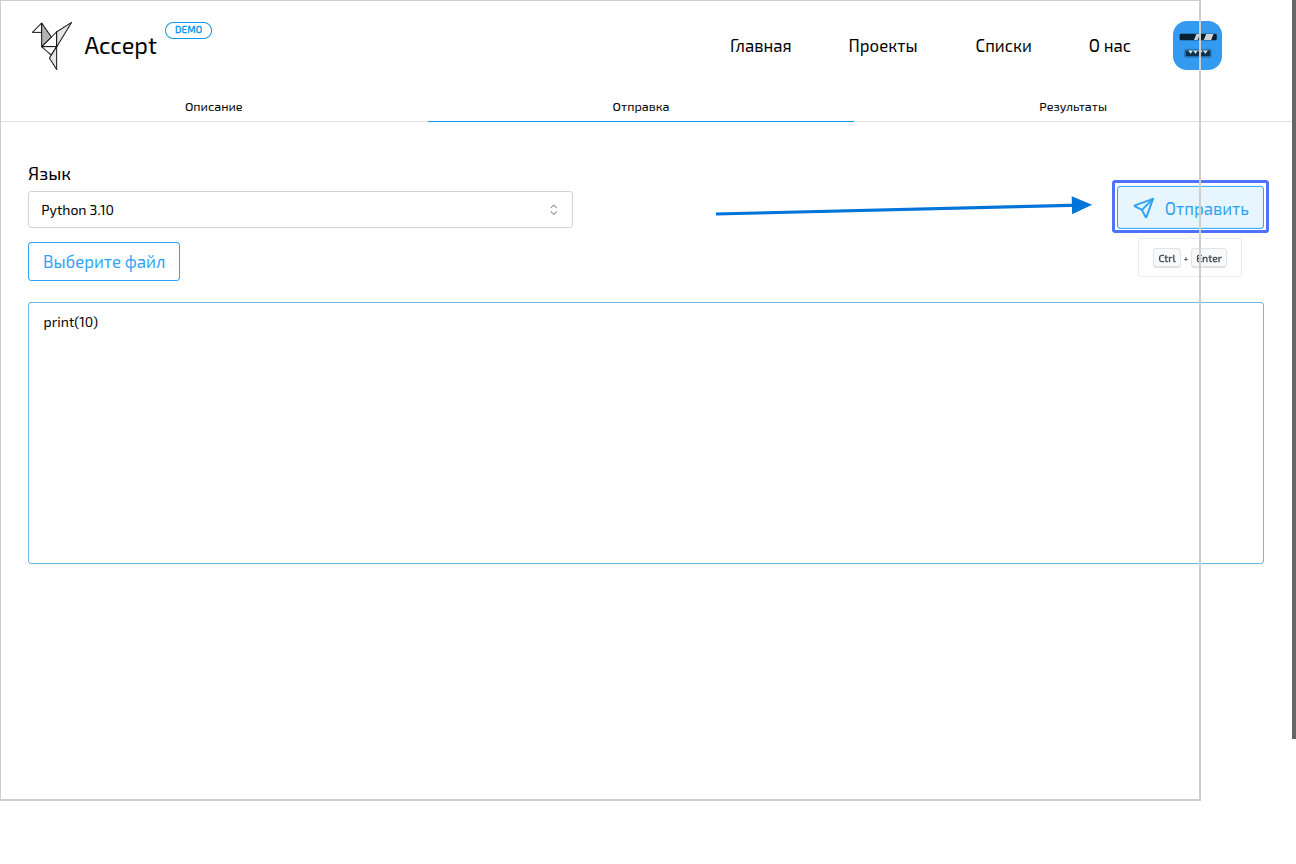 Accept DEMO Главная Проекты Списки О нас
Описание Отправка Результаты
Язык
Python 3.10
Отправить
Выберите файл
Ctrl + Enter
print(10)